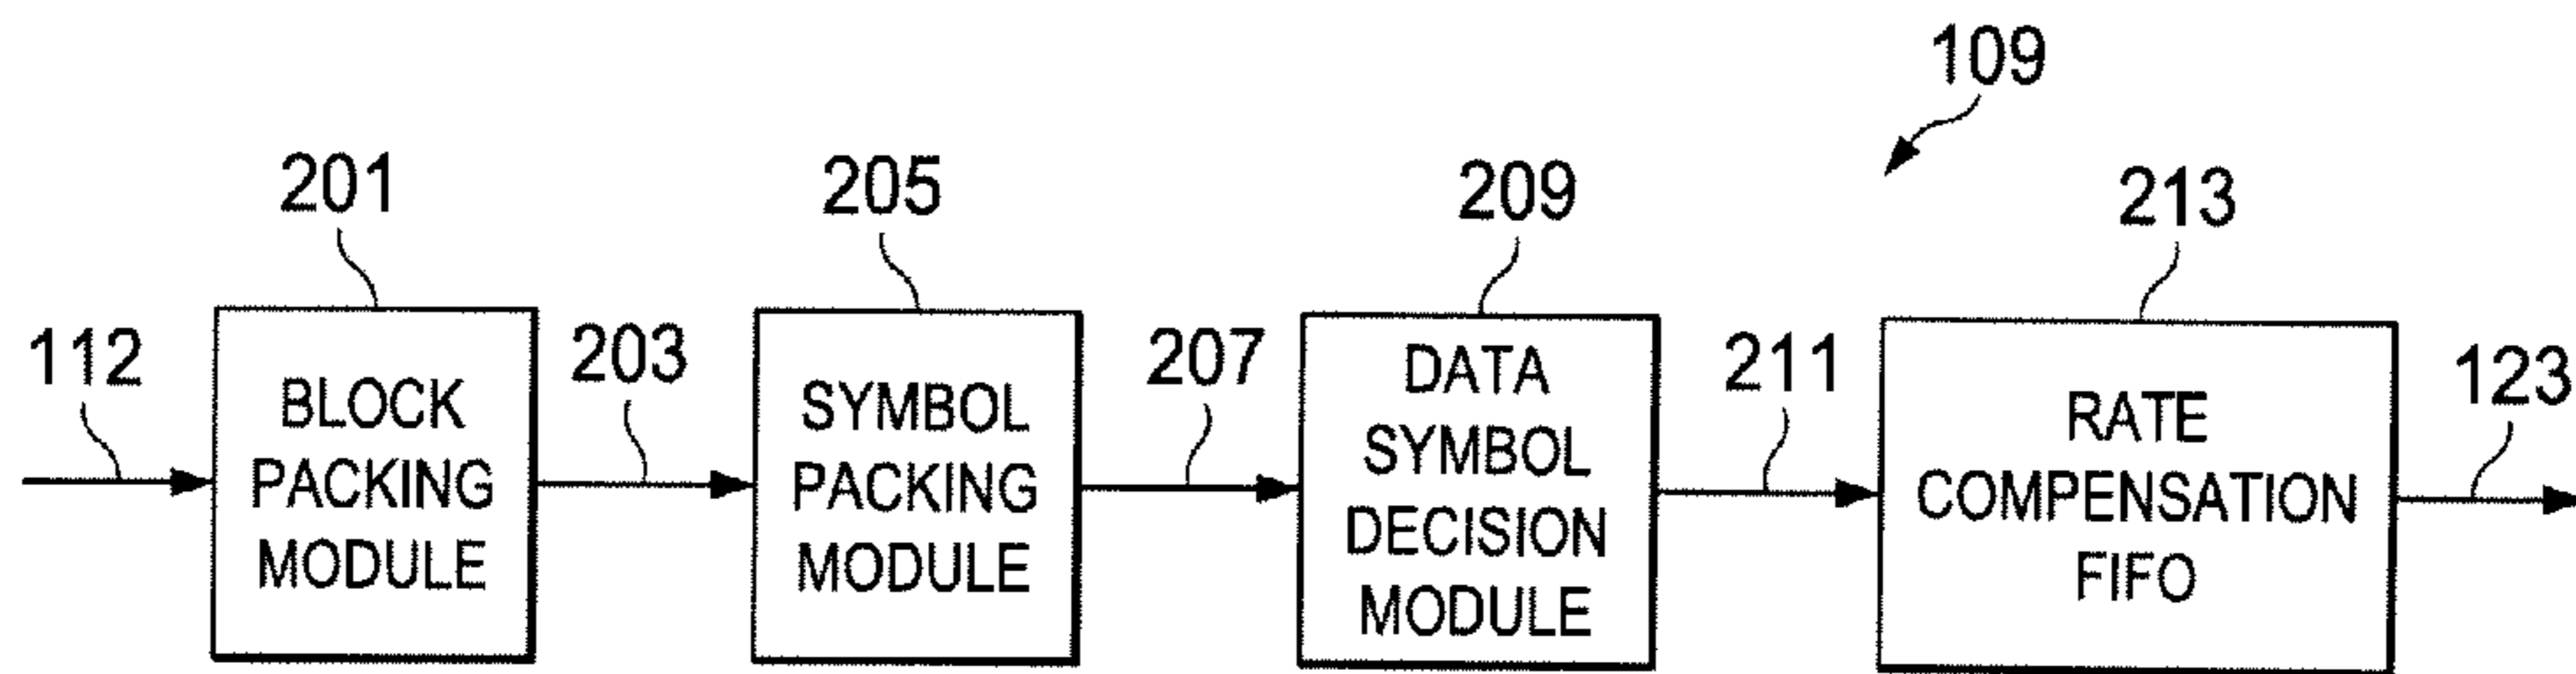 109
201
205
209
213
112
203
207
211
123
BLOCK
PACKING
MODULE
SYMBOL
PACKING
MODULE
DATA
SYMBOL
DECISION
MODULE
RATE
COMPENSATION
FIFO